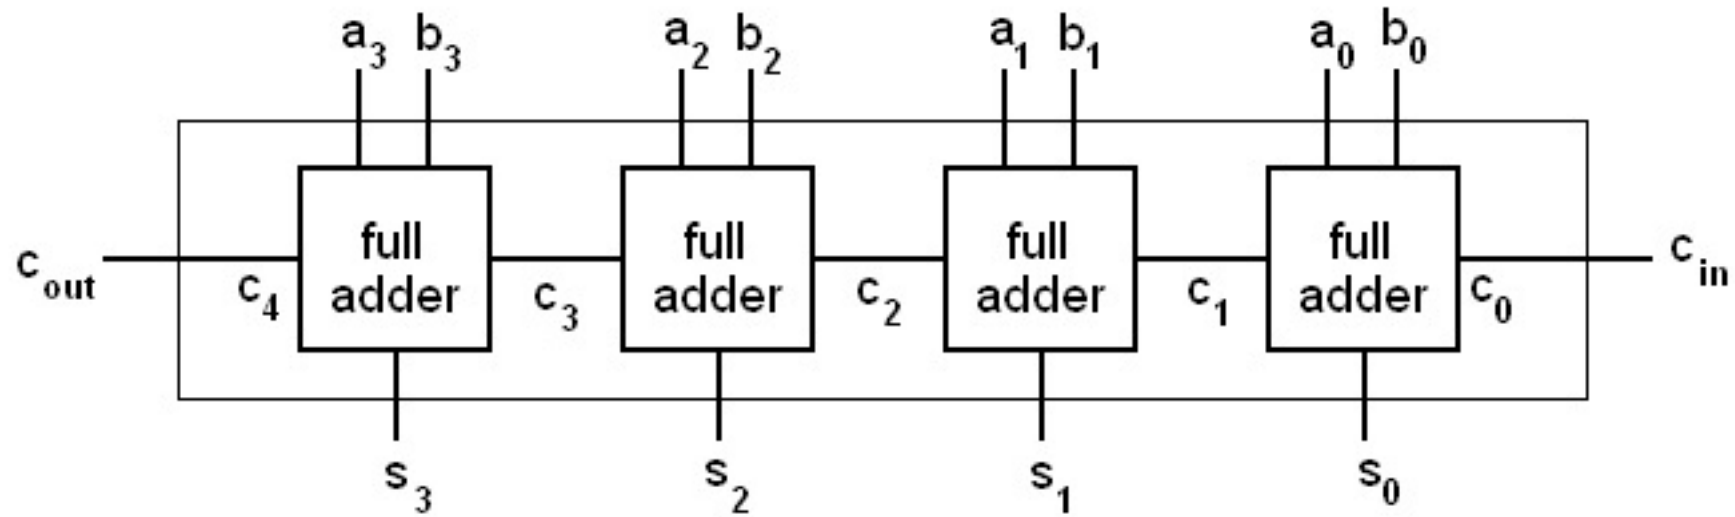 a3 b3 a2 b2 a1 b1 a0 b0
full full full full
cout adder adder adder adder cin
c4 c3 c2 c1 c0
s3 s2 s1 s0